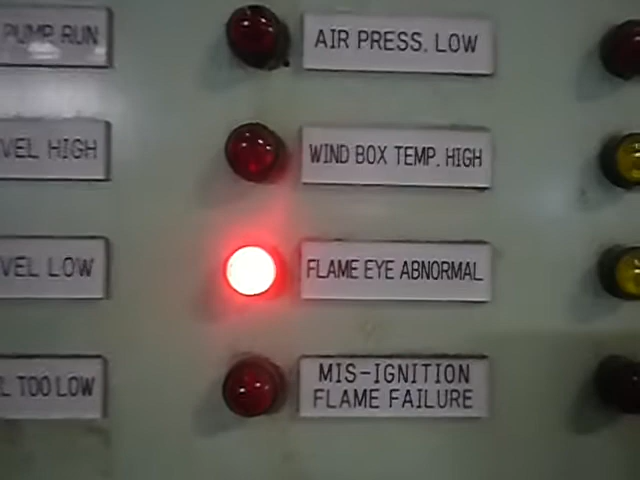 PUMP RUN
AIR PRESS. LOW
VEL HIGH
WIND BOX TEMP. HIGH
VEL LOW
FLAME EYE ABNORMAL
L TOO LOW
MIS-IGNITION
FLAME FAILURE